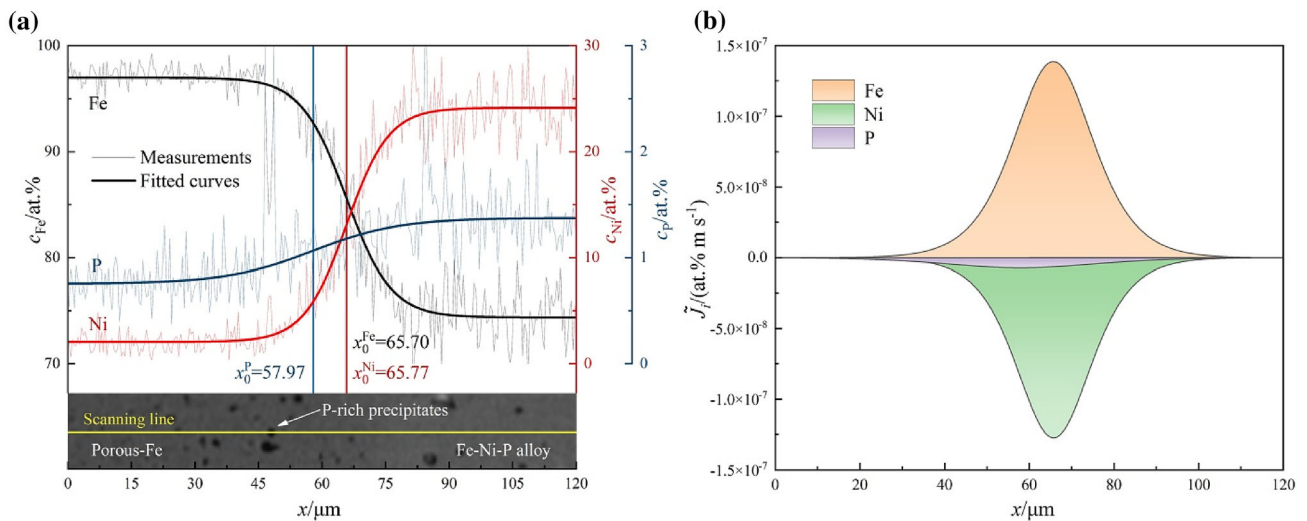 (a)
100
90
80
70
c_Fe/at.%
Fe
Measurements
Fitted curves
P
Ni
x₀^Fe=65.70
x₀^P=57.97
x₀^Ni=65.77
30
20
10
0
c_Ni/at.%
3
2
1
0
c_P/at.%
P-rich precipitates
Scanning line
Porous-Fe
Fe-Ni-P alloy
0 15 30 45 60 75 90 105 120
x/μm
(b)
1.5×10⁻⁷
1.0×10⁻⁷
5.0×10⁻⁸
0.0
-5.0×10⁻⁸
-1.0×10⁻⁷
-1.5×10⁻⁷
J̃ᵢ/(at.% m s⁻¹)
Fe
Ni
P
0 20 40 60 80 100 120
x/μm